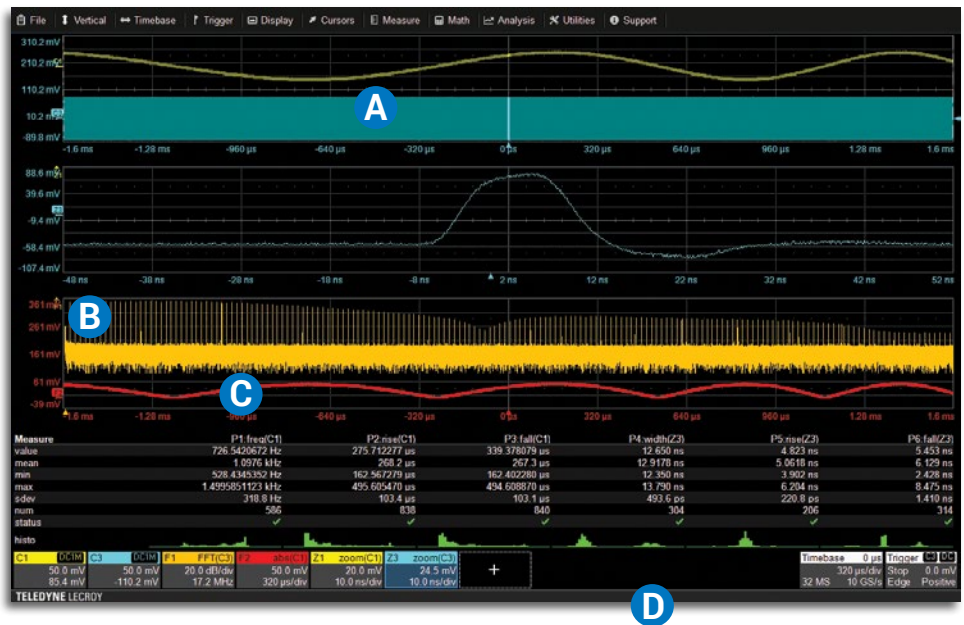 File Vertical Timebase Trigger Display Cursors Measure Math Analysis Utilities Support
310.2 mV
210.2 mV
110.2 mV
10.2 mV
-89.8 mV
A
-1.6 ms -1.28 ms -960 µs -640 µs -320 µs 0 µs 320 µs 640 µs 960 µs 1.28 ms 1.6 ms
88.6 mV
39.6 mV
Z3
-9.4 mV
-58.4 mV
-107.4 mV
-48 ns -38 ns -28 ns -18 ns -8 ns 2 ns 12 ns 22 ns 32 ns 42 ns 52 ns
361 mV
B
261 mV
161 mV
61 mV
C
-39 mV
-1.6 ms -1.28 ms -960 µs -640 µs -320 µs 0 µs 320 µs 640 µs 960 µs 1.28 ms 1.6 ms
Measure P1:freq(C1) P2:rise(C1) P3:fall(C1) P4:width(Z3) P5:rise(Z3) P6:fall(Z3)
value 726.5420672 Hz 275.712277 µs 339.378079 µs 12.650 ns 4.823 ns 5.453 ns
mean 1.0976 kHz 268.2 µs 267.3 µs 12.9178 ns 5.0618 ns 6.129 ns
min 528.4345352 Hz 162.567279 µs 162.402280 µs 12.350 ns 3.902 ns 2.428 ns
max 1.4995851123 kHz 495.605470 µs 494.608870 µs 13.790 ns 6.204 ns 8.475 ns
sdev 318.8 Hz 103.4 µs 103.1 µs 493.6 ps 220.8 ps 1.410 ns
num 586 838 840 304 206 314
status
histo
C1 DC1M C3 DC1M F1 FFT(C3) F2 abs(C1) Z1 zoom(C1) Z3 zoom(C3) Timebase 0 µs Trigger C3 DC
50.0 mV 50.0 mV 20.0 dB/div 50.0 mV 20.0 mV 24.5 mV + 320 µs/div Stop 0.0 mV
85.4 mV -110.2 mV 17.2 MHz 320 µs/div 10.0 ns/div 10.0 ns/div 32 MS 10 GS/s Edge Positive
TELEDYNE LECROY
D